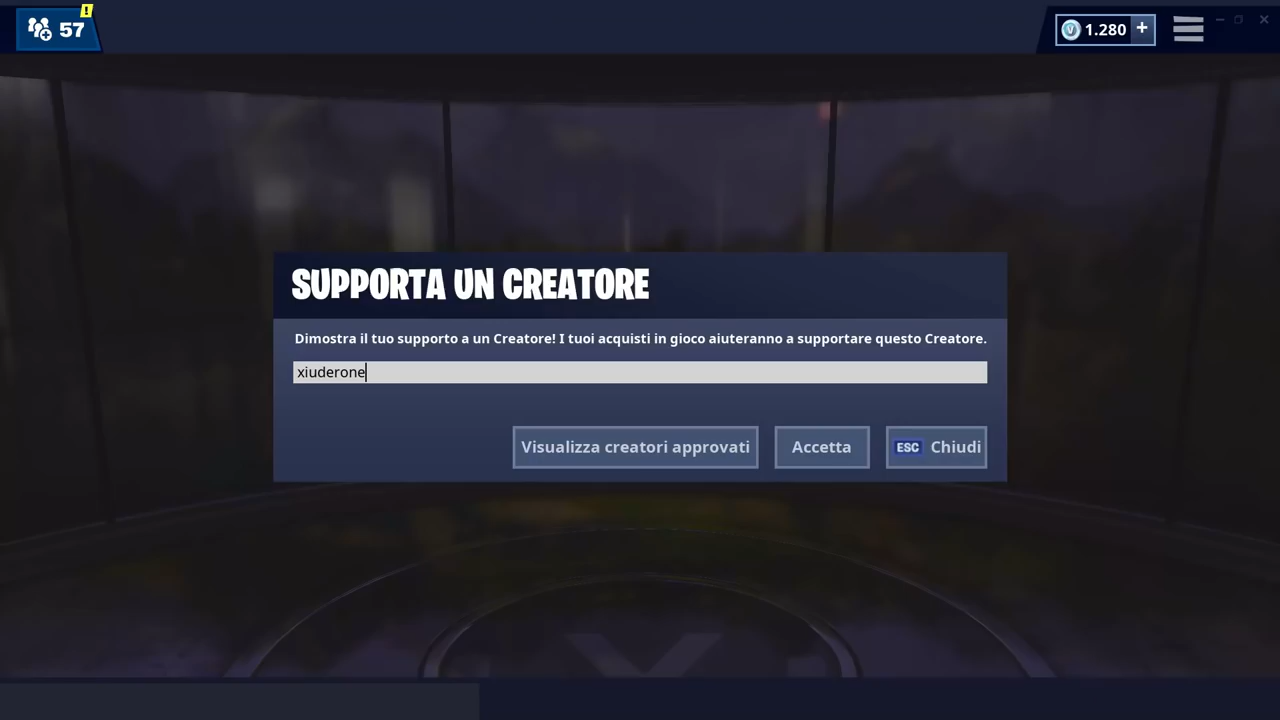 57
!
1.280 +
SUPPORTA UN CREATORE
Dimostra il tuo supporto a un Creatore! I tuoi acquisti in gioco aiuteranno a supportare questo Creatore.
xiuderone
Visualizza creatori approvati
Accetta
ESC Chiudi